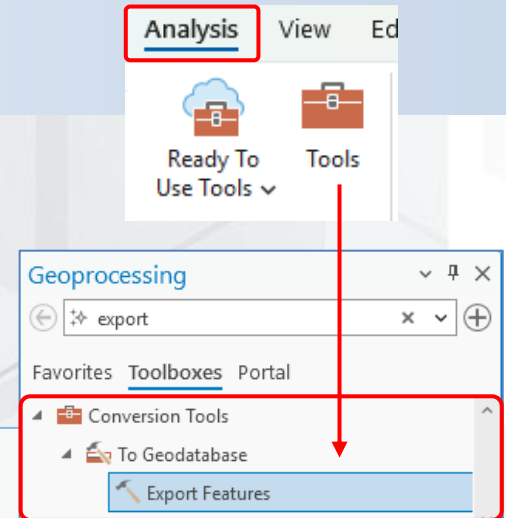 Analysis View Ed
Ready To
Use Tools
Tools
Geoprocessing
export
Favorites Toolboxes Portal
Conversion Tools
To Geodatabase
Export Features